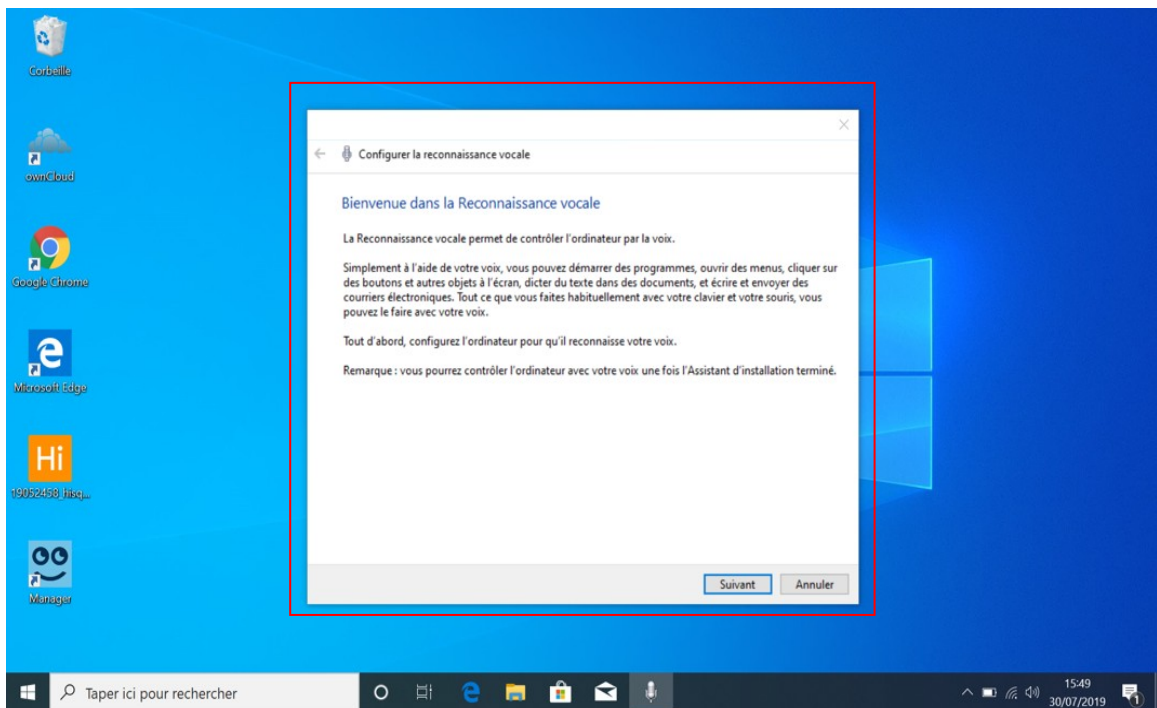 Corbeille
ownCloud
Google Chrome
Microsoft Edge
Hi
19052458_hisq...
Manager
Configurer la reconnaissance vocale
Bienvenue dans la Reconnaissance vocale
La Reconnaissance vocale permet de contrôler l'ordinateur par la voix.
Simplement à l'aide de votre voix, vous pouvez démarrer des programmes, ouvrir des menus, cliquer sur
des boutons et autres objets à l'écran, dicter du texte dans des documents, et écrire et envoyer des
courriers électroniques. Tout ce que vous faites habituellement avec votre clavier et votre souris, vous
pouvez le faire avec votre voix.
Tout d'abord, configurez l'ordinateur pour qu'il reconnaisse votre voix.
Remarque : vous pourrez contrôler l'ordinateur avec votre voix une fois l'Assistant d'installation terminé.
Suivant Annuler
Taper ici pour rechercher
15:49
30/07/2019
1